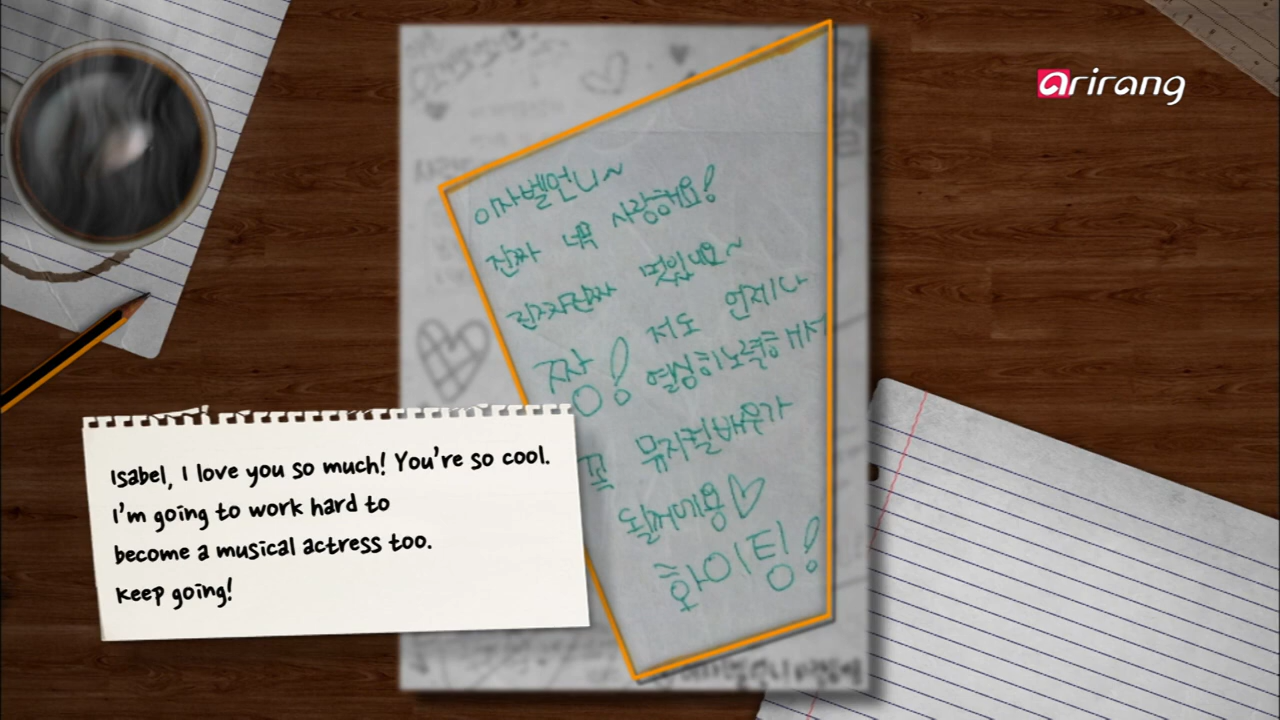 arirang
이자벨언니~
진짜 너무 사랑해요!
진짜진짜 멋있네요~
짱! 저도 언제나
열심히노력해서
꼭 뮤지컬배우가
될꺼에용♡
화이팅!
Isabel, I love you so much! You're so cool.
I'm going to work hard to
become a musical actress too.
Keep going!